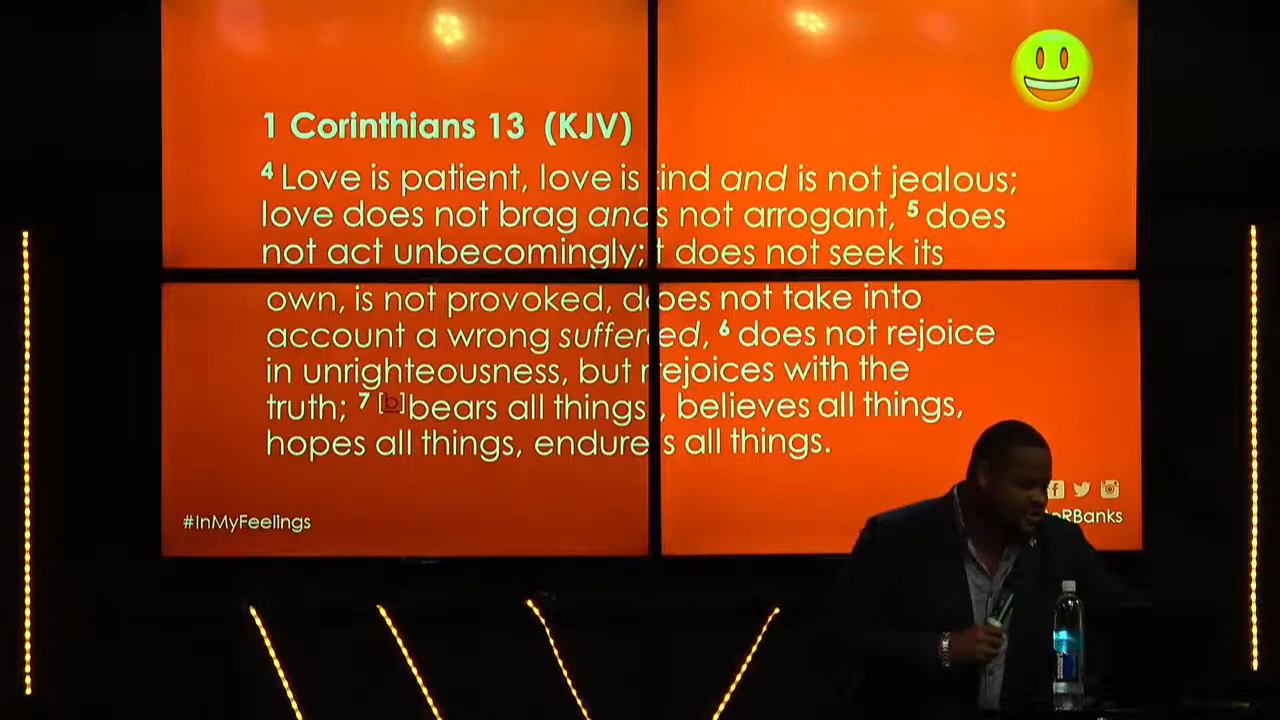 1 Corinthians 13 (KJV)
4 Love is patient, love is kind and is not jealous;
love does not brag and is not arrogant, 5 does
not act unbecomingly; it does not seek its
own, is not provoked, does not take into
account a wrong suffered, 6 does not rejoice
in unrighteousness, but rejoices with the
truth; 7 [b]bears all things, believes all things,
hopes all things, endures all things.
#InMyFeelings
RBanks